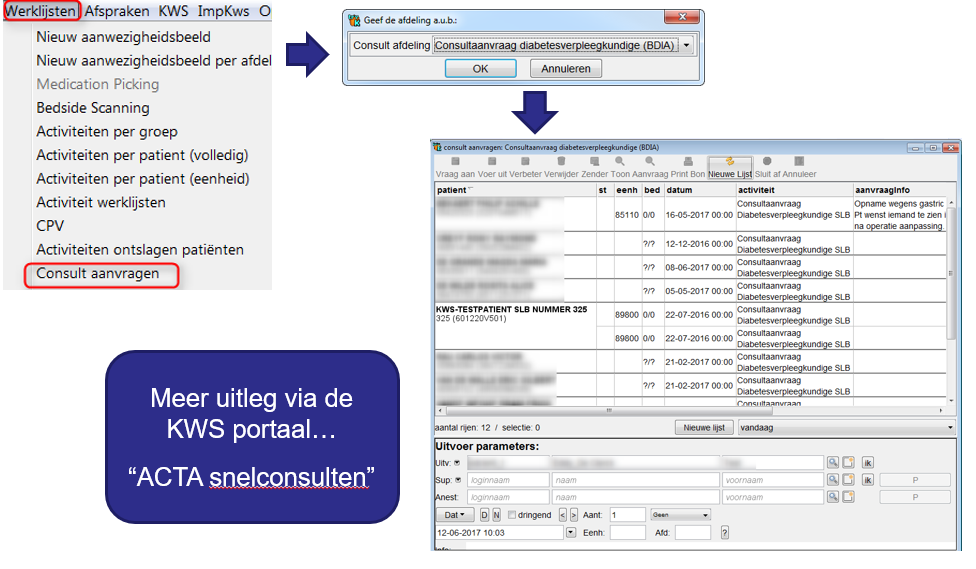 Werklijsten Afspraken KWS ImpKws O
Nieuw aanwezigheidsbeeld
Nieuw aanwezigheidsbeeld per afdel
Medication Picking
Bedside Scanning
Activiteiten per groep
Activiteiten per patient (volledig)
Activiteiten per patient (eenheid)
Activiteit werklijsten
CPV
Activiteiten ontslagen patiënten
Consult aanvragen
Geef de afdeling a.u.b.:
Consult afdeling Consultaanvraag diabetesverpleegkundige (BDIA)
OK Annuleren
consult aanvragen: Consultaanvraag diabetesverpleegkundige (BDIA)
Vraag aan Voer uit Verbeter Verwijder Zender Toon Aanvraag Print Bon Nieuwe Lijst Sluit af Annuleer
patient st eenh bed datum activiteit aanvraagInfo
Consultaanvraag Opname wegens gastric
85110 0/0 16-05-2017 00:00 Diabetesverpleegkundige SLB Pt wenst iemand te zien i
na operatie aanpassing.
Consultaanvraag
?/? 12-12-2016 00:00 Diabetesverpleegkundige SLB
Consultaanvraag
?/? 08-06-2017 00:00 Diabetesverpleegkundige SLB
Consultaanvraag
?/? 05-05-2017 00:00 Diabetesverpleegkundige SLB
KWS-TESTPATIENT SLB NUMMER 325 Consultaanvraag
325 (601220V501) 89800 0/0 22-07-2016 00:00 Diabetesverpleegkundige SLB
Consultaanvraag
89800 0/0 22-07-2016 00:00 Diabetesverpleegkundige SLB
Consultaanvraag
?/? 21-02-2017 00:00 Diabetesverpleegkundige SLB
Consultaanvraag
?/? 21-02-2017 00:00 Diabetesverpleegkundige SLB
Consultaanvraag
aantal rijen: 12 / selectie: 0 Nieuwe lijst vandaag
Uitvoer parameters:
Uitv: ik
Sup: loginnaam naam voornaam ik P
Anest: loginnaam naam voornaam P
Dat D N dringend < > Aant: 1 Geen
12-06-2017 10:03 Eenh: Afd: ?
Meer uitleg via de
KWS portaal…
“ACTA snelconsulten”